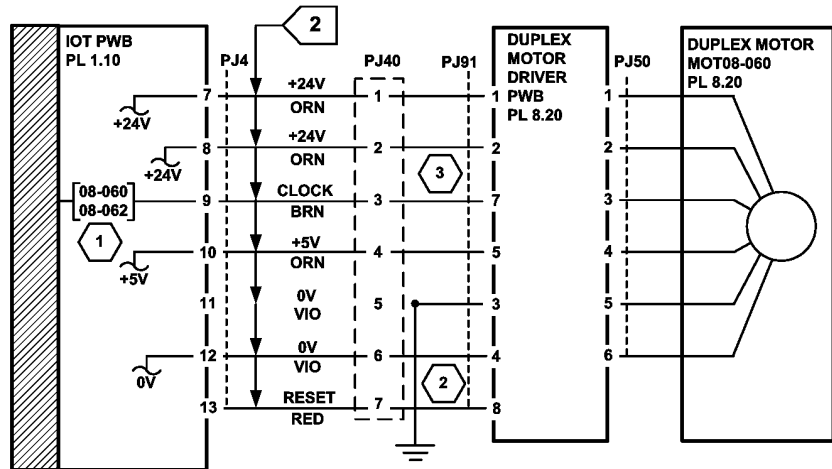 2
IOT PWB
PL 1.10
PJ4
PJ40
PJ91
DUPLEX
MOTOR
DRIVER
PWB
PL 8.20
PJ50
DUPLEX MOTOR
MOT08-060
PL 8.20
+24V
7
+24V
ORN
1
1
1
+24V
8
+24V
ORN
2
2
2
3
08-060
08-062
9
CLOCK
BRN
3
7
3
1
+5V
10
+5V
ORN
4
5
4
11
0V
VIO
5
3
5
0V
12
0V
VIO
6
4
6
2
13
RESET
RED
7
8